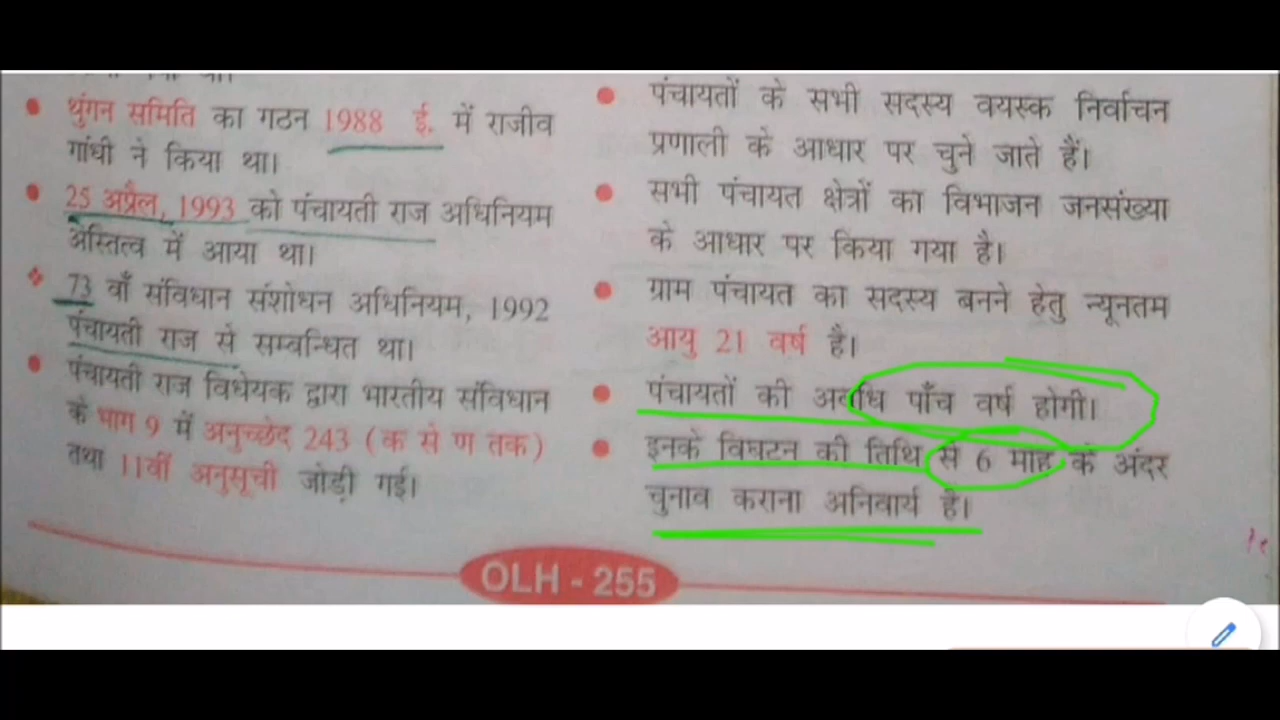 थुंगन समिति का गठन 1988 ई. में राजीव
गांधी ने किया था।
25 अप्रैल, 1993 को पंचायती राज अधिनियम
अस्तित्व में आया था।
73 वाँ संविधान संशोधन अधिनियम, 1992
पंचायती राज से सम्बन्धित था।
पंचायती राज विधेयक द्वारा भारतीय संविधान
के भाग 9 में अनुच्छेद 243 (क से ण तक)
तथा 11वीं अनुसूची जोड़ी गई।
पंचायतों के सभी सदस्य वयस्क निर्वाचन
प्रणाली के आधार पर चुने जाते हैं।
सभी पंचायत क्षेत्रों का विभाजन जनसंख्या
के आधार पर किया गया है।
ग्राम पंचायत का सदस्य बनने हेतु न्यूनतम
आयु 21 वर्ष है।
पंचायतों की अवधि पाँच वर्ष होगी।
इनके विघटन की तिथि से 6 माह के अंदर
चुनाव कराना अनिवार्य है।
OLH - 255